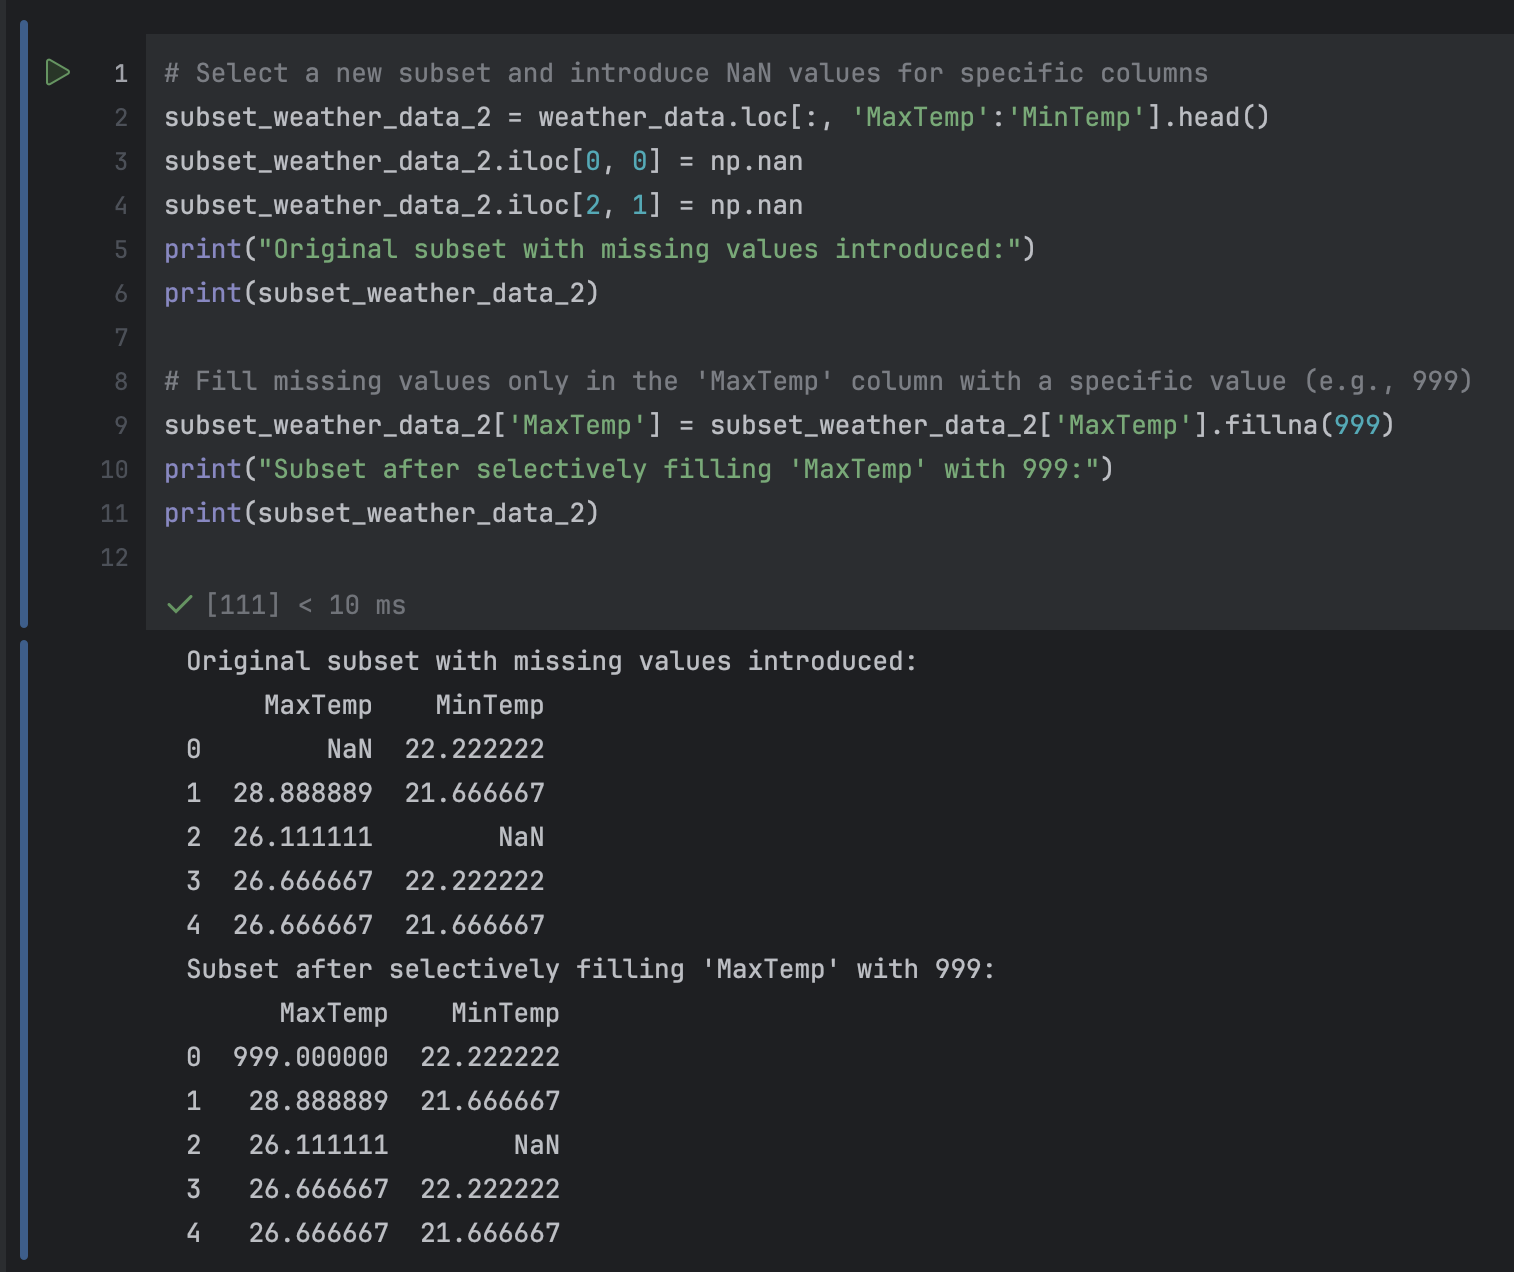 1 # Select a new subset and introduce NaN values for specific columns
2 subset_weather_data_2 = weather_data.loc[:, 'MaxTemp':'MinTemp'].head()
3 subset_weather_data_2.iloc[0, 0] = np.nan
4 subset_weather_data_2.iloc[2, 1] = np.nan
5 print("Original subset with missing values introduced:")
6 print(subset_weather_data_2)
7
8 # Fill missing values only in the 'MaxTemp' column with a specific value (e.g., 999)
9 subset_weather_data_2['MaxTemp'] = subset_weather_data_2['MaxTemp'].fillna(999)
10 print("Subset after selectively filling 'MaxTemp' with 999:")
11 print(subset_weather_data_2)
12
[111] < 10 ms
Original subset with missing values introduced:
     MaxTemp    MinTemp
0        NaN  22.222222
1  28.888889  21.666667
2  26.111111        NaN
3  26.666667  22.222222
4  26.666667  21.666667
Subset after selectively filling 'MaxTemp' with 999:
      MaxTemp    MinTemp
0  999.000000  22.222222
1   28.888889  21.666667
2   26.111111        NaN
3   26.666667  22.222222
4   26.666667  21.666667